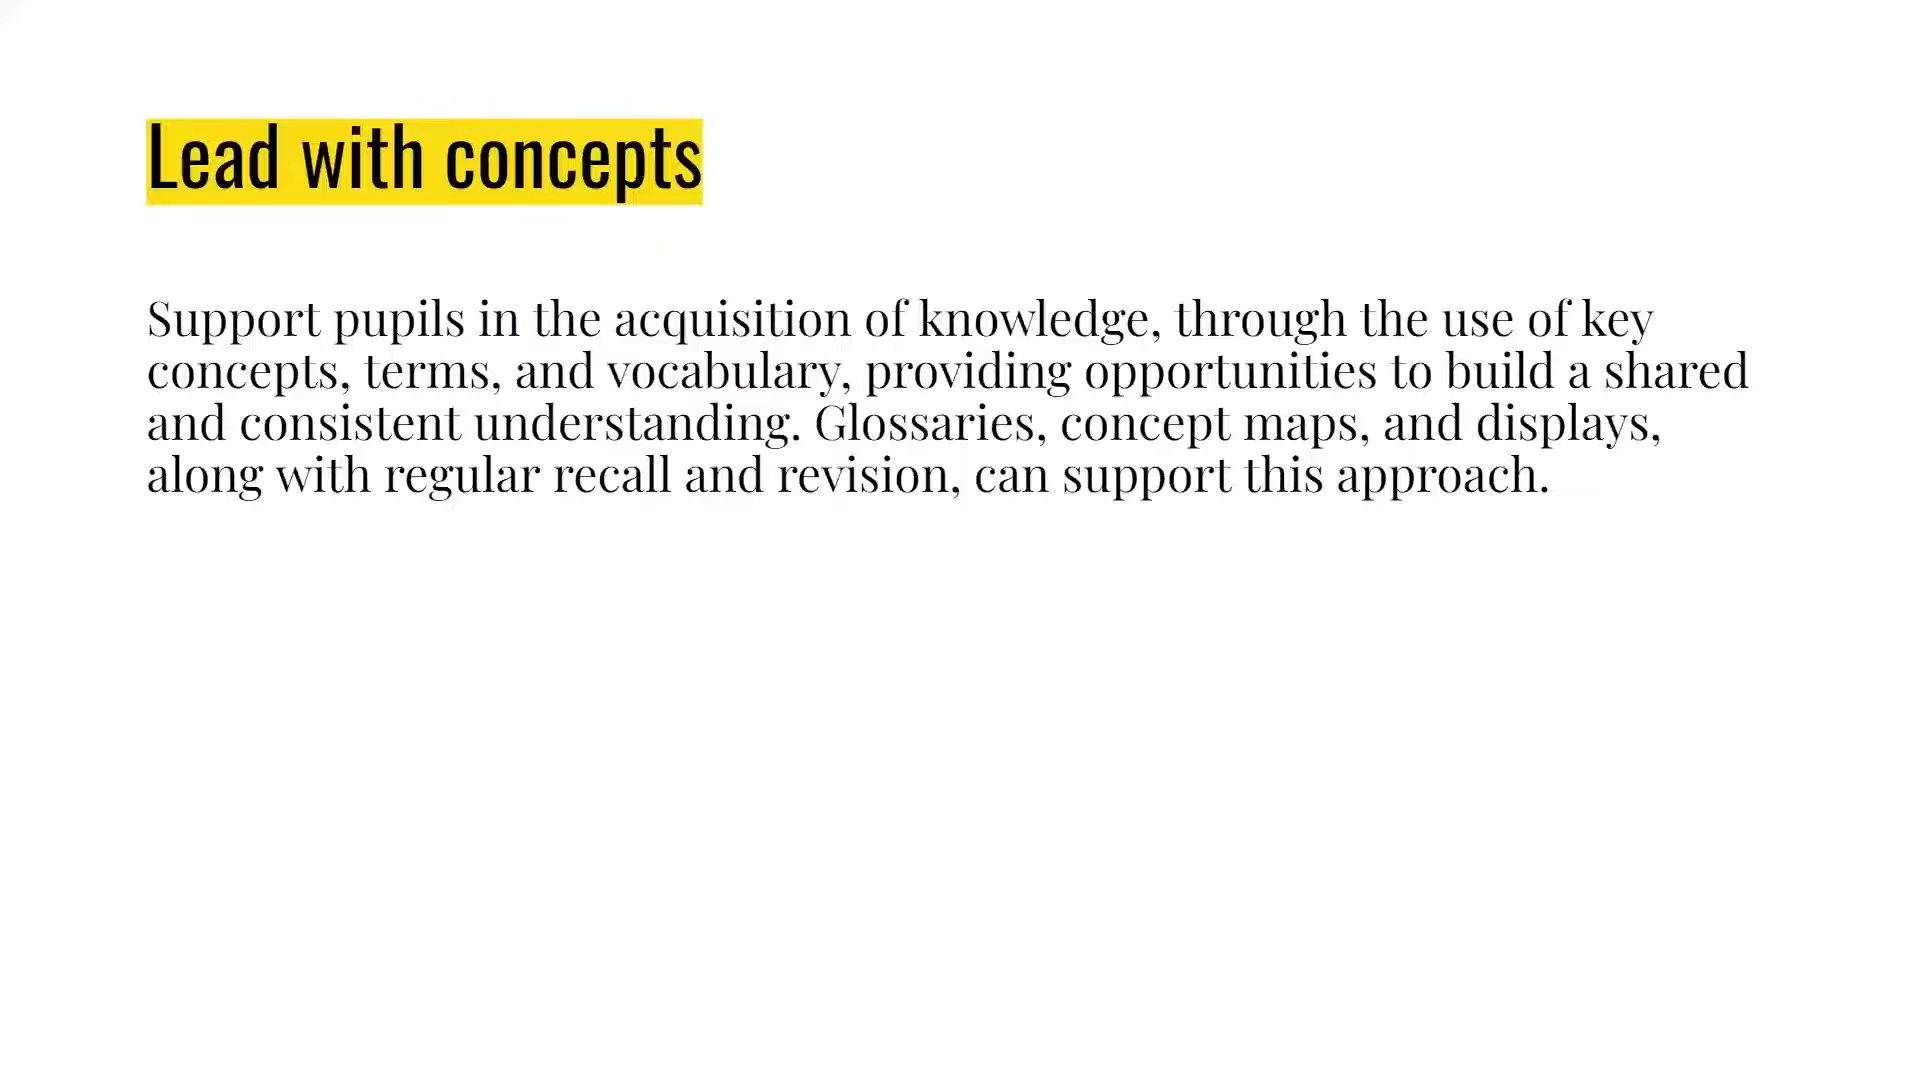 Lead with concepts
Support pupils in the acquisition of knowledge, through the use of key
concepts, terms, and vocabulary, providing opportunities to build a shared
and consistent understanding. Glossaries, concept maps, and displays,
along with regular recall and revision, can support this approach.